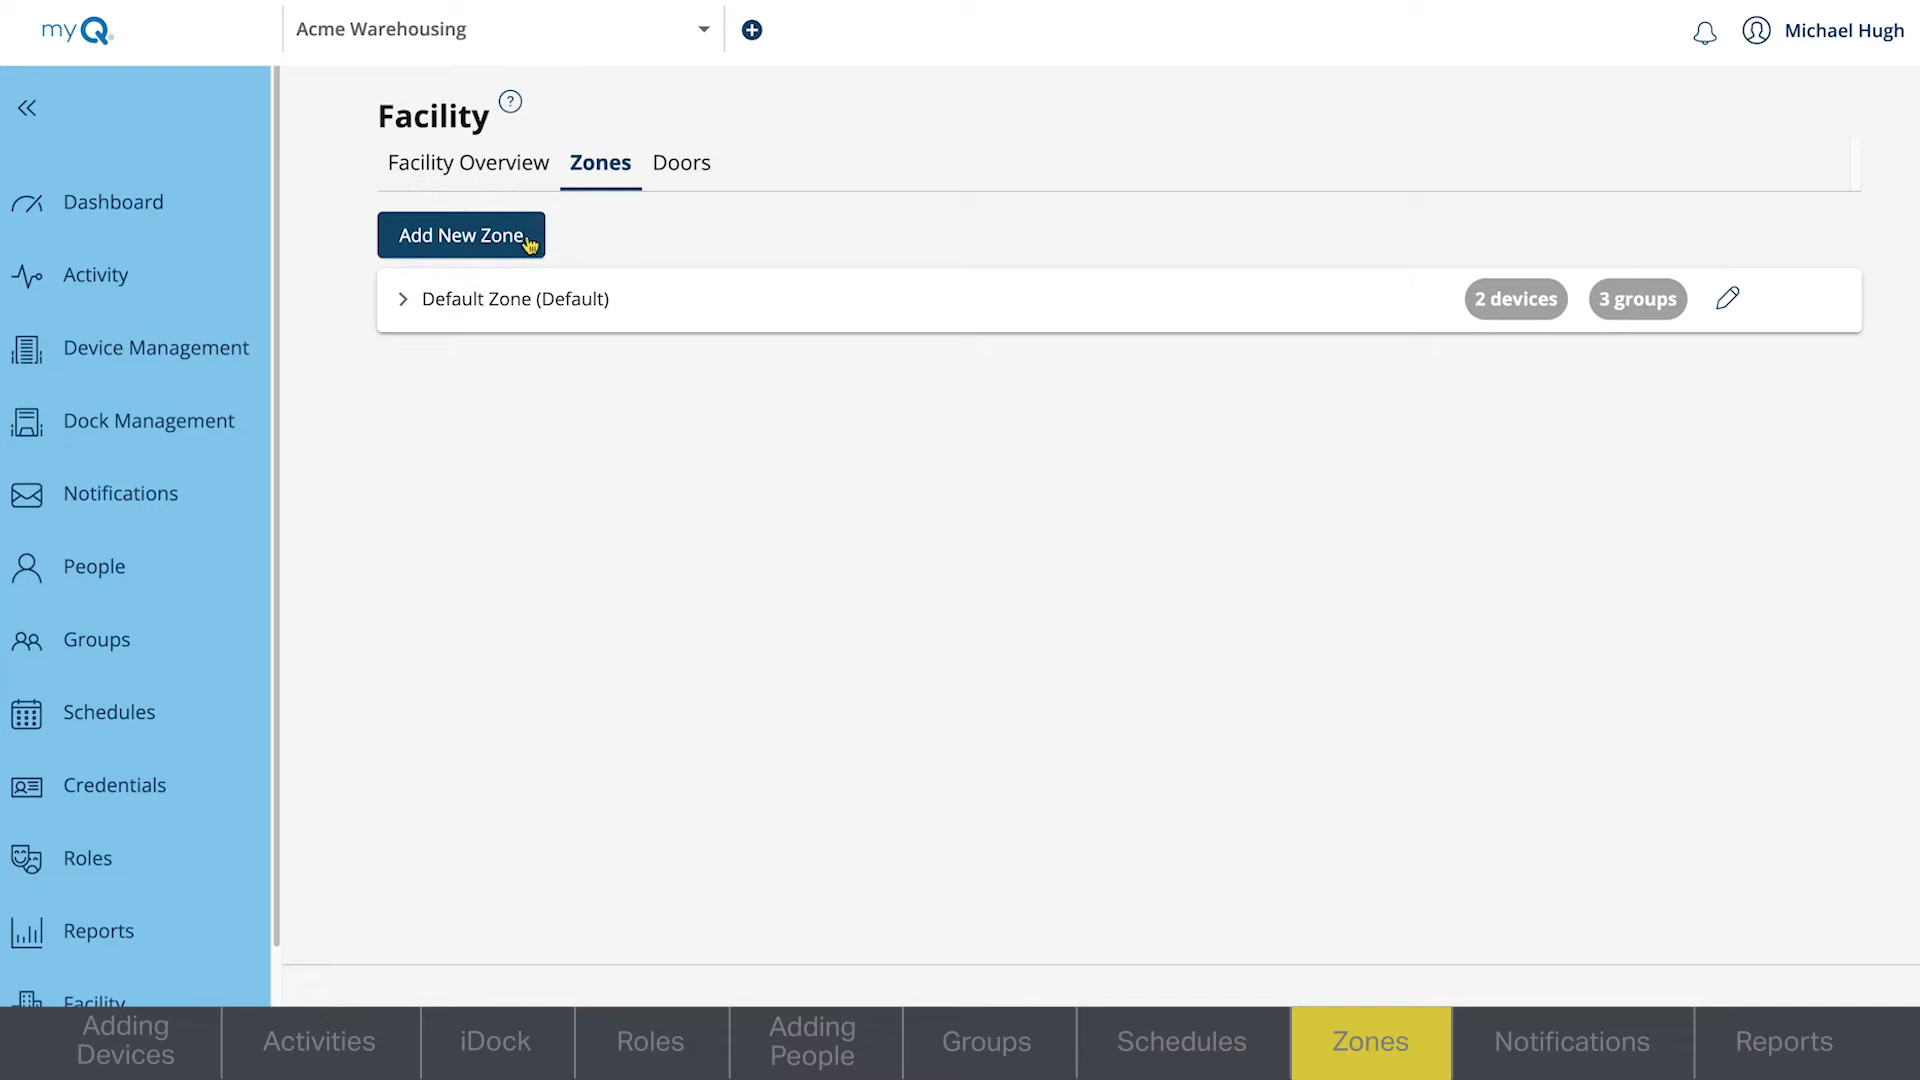 myQ
Acme Warehousing
Michael Hugh
Facility ?
Facility Overview Zones Doors
Add New Zone
Default Zone (Default) 2 devices 3 groups
Dashboard
Activity
Device Management
Dock Management
Notifications
People
Groups
Schedules
Credentials
Roles
Reports
Facility
Adding
Devices
Activities
iDock
Roles
Adding
People
Groups
Schedules
Zones
Notifications
Reports